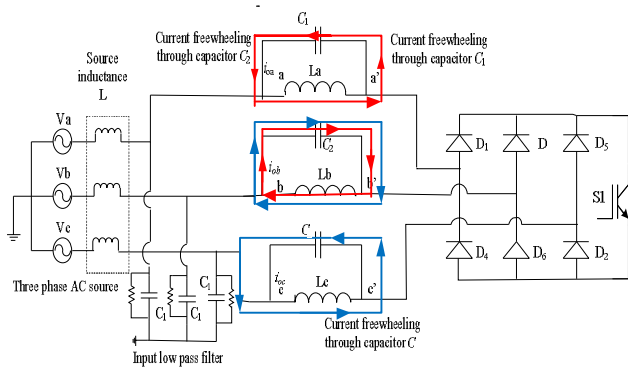 C1
Current freewheeling
through capacitor C2
Current freewheeling
through capacitor C1
Source
inductance
L
ioa
a
La
a'
Va
Vb
Vc
C2
iob
b
Lb
b'
D1
D
D5
S1
D4
D6
D2
C
ioc
c
Lc
c'
Three phase AC source
C1
C1
C1
Current freewheeling
through capacitor C
Input low pass filter